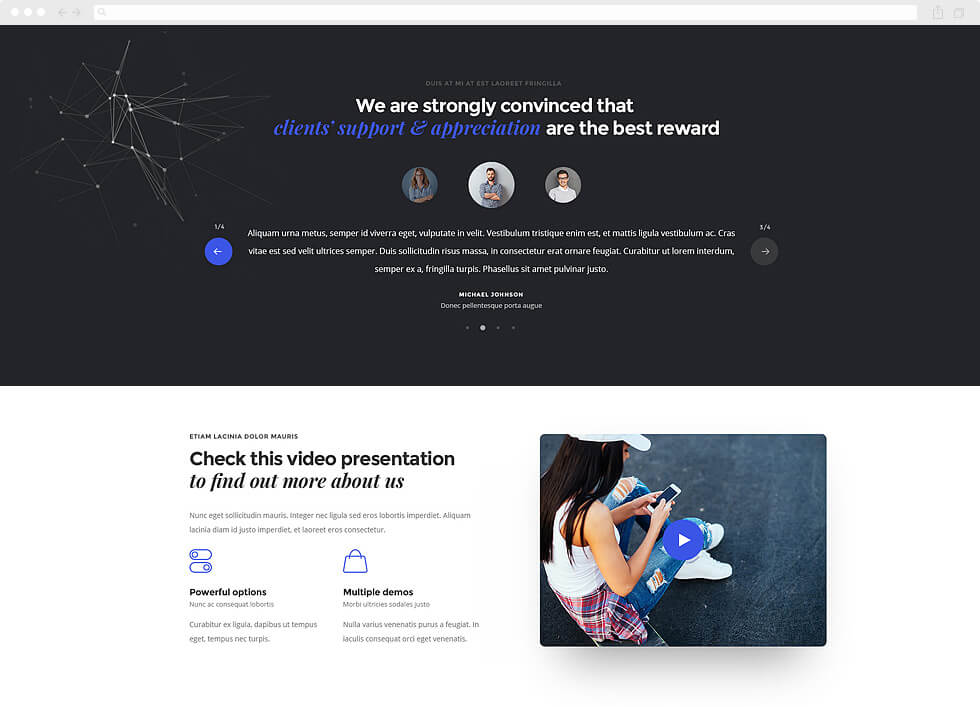 DUIS AT MI AT EST LAOREET FRINGILLA
We are strongly convinced that
clients' support & appreciation are the best reward
1/4
3/4
Aliquam urna metus, semper id viverra eget, vulputate in velit. Vestibulum tristique enim est, et mattis ligula vestibulum ac. Cras
vitae est sed velit ultrices semper. Duis sollicitudin risus massa, in consectetur erat ornare feugiat. Curabitur ut lorem interdum,
semper ex a, fringilla turpis. Phasellus sit amet pulvinar justo.
MICHAEL JOHNSON
Donec pellentesque porta augue
ETIAM LACINIA DOLOR MAURIS
Check this video presentation
to find out more about us
Nunc eget sollicitudin mauris. Integer nec ligula sed eros lobortis imperdiet. Aliquam
lacinia diam id justo imperdiet, et laoreet eros consectetur.
Powerful options
Nunc ac consequat lobortis
Curabitur ex ligula, dapibus ut tempus
eget, tempus nec turpis.
Multiple demos
Morbi ultricies sodales justo
Nulla varius venenatis purus a feugiat. In
iaculis consequat orci eget venenatis.